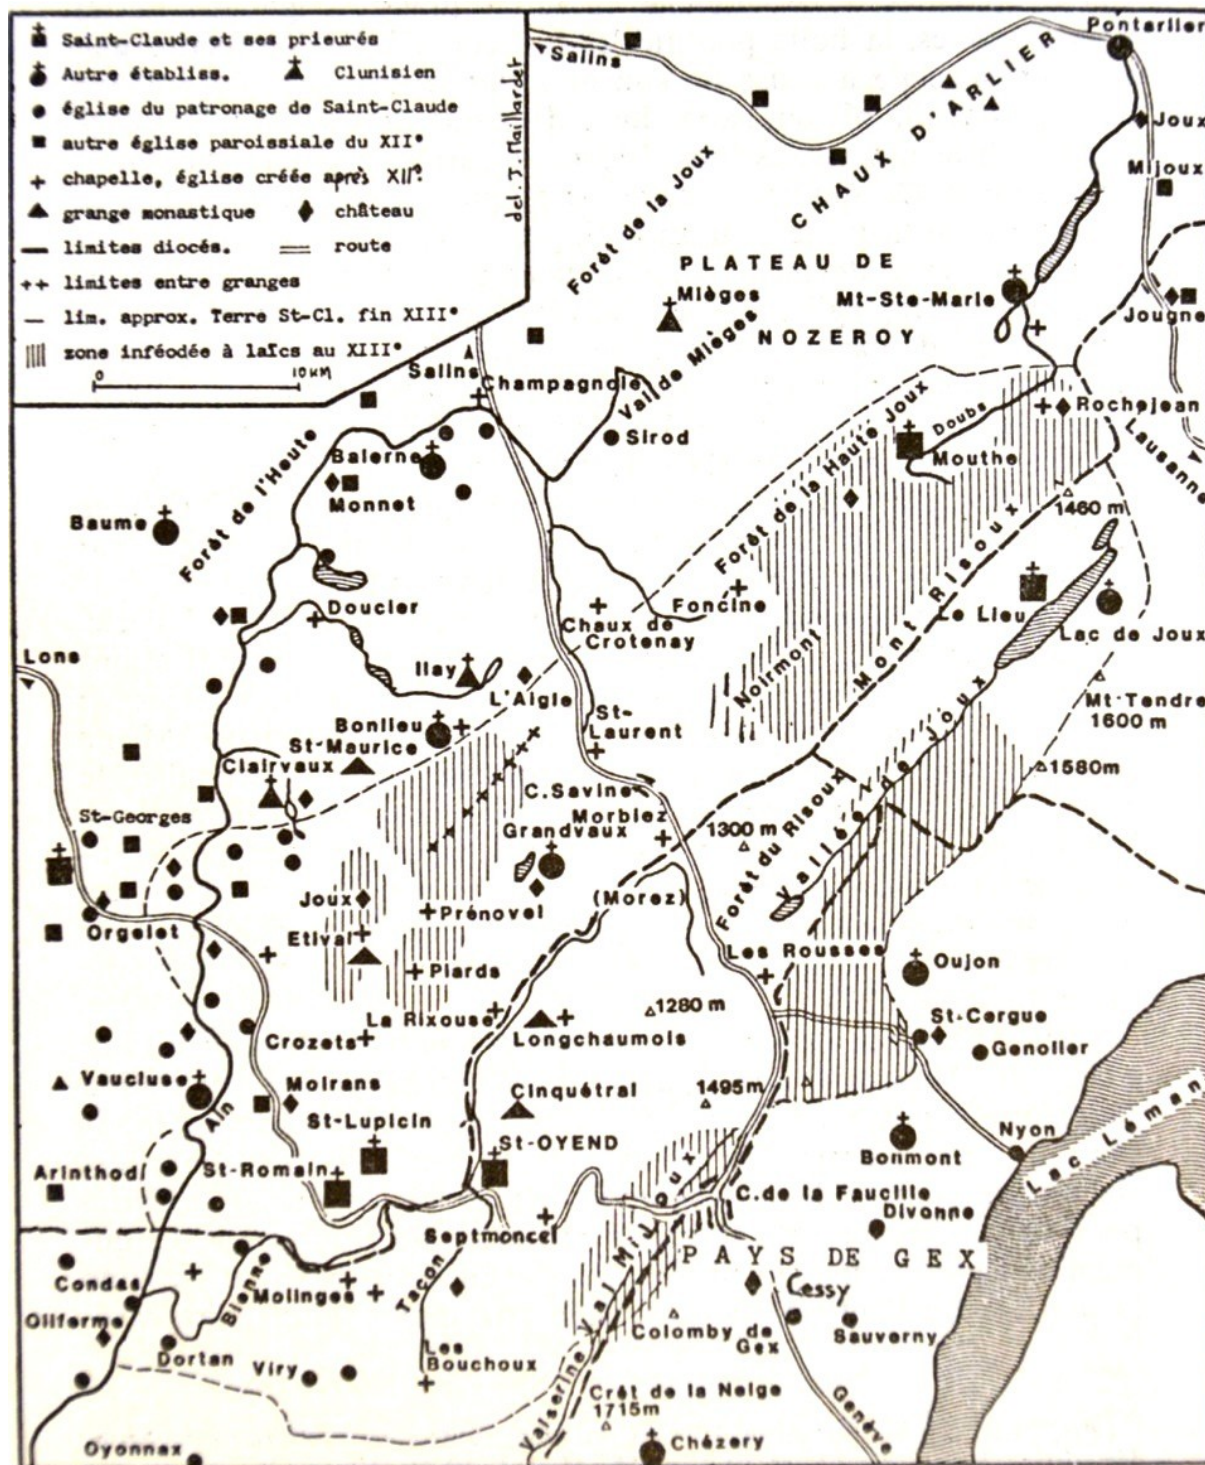 Saint-Claude et ses prieurés
Autre établiss. Clunisien
église du patronage de Saint-Claude
autre église paroissiale du XII°
chapelle, église créée après XII°
grange monastique château
limites diocés. route
limites entre granges
lim. approx. Terre St-Cl. fin XIII°
zone inféodée à laïcs au XIII°
0 10 KM
del. J. Maillardet
Pontarlier
Salins
CHAUX D'ARLIER
Joux
Mijoux
Forêt de la Joux
PLATEAU DE
NOZEROY
Mièges
Mt-Ste-Marie
Jougne
Val de Mièges
Salins
Champagnole
Sirod
Rochejean
Doubs
Mouthe
Lausanne
Forêt de l'Heute
Balerne
Monnet
Baume
Forêt de la Haute Joux
1460 m
Foncine
Mont Risoux
Noirmont
Le Lieu
Lac de Joux
Doucier
Chaux de
Crotenay
Lons
Ilay
L'Aigle
Mt-Tendre
1600 m
Bonlieu
St-Maurice
St-
Laurent
Clairvaux
1580m
C. Savine
Morbiez
Grandvaux
Vallée de Joux
Forêt du Risoux
1300 m
St-Georges
Joux
Prénovel
(Morez)
Orgelet
Etival
Piards
Les Rousses
Oujon
La Rixouse
1280 m
Longchaumois
St-Cergue
Genolier
Crozets
Vaucluse
Moirans
Cinquétral
1495m
Ain
St-Lupicin
St-OYEND
Nyon
Lac Léman
Bonmont
Arinthod
St-Romain
C. de la Faucille
Divonne
Septmoncel
Val Mijoux
PAYS DE GEX
Condas
Bienne
Molinges
Tacon
Cessy
Oliferme
Colomby de
Gex
Sauverny
Dortan
Viry
Les
Bouchoux
Valserine
Crêt de la Neige
1715m
Genève
Oyonnax
Chézery